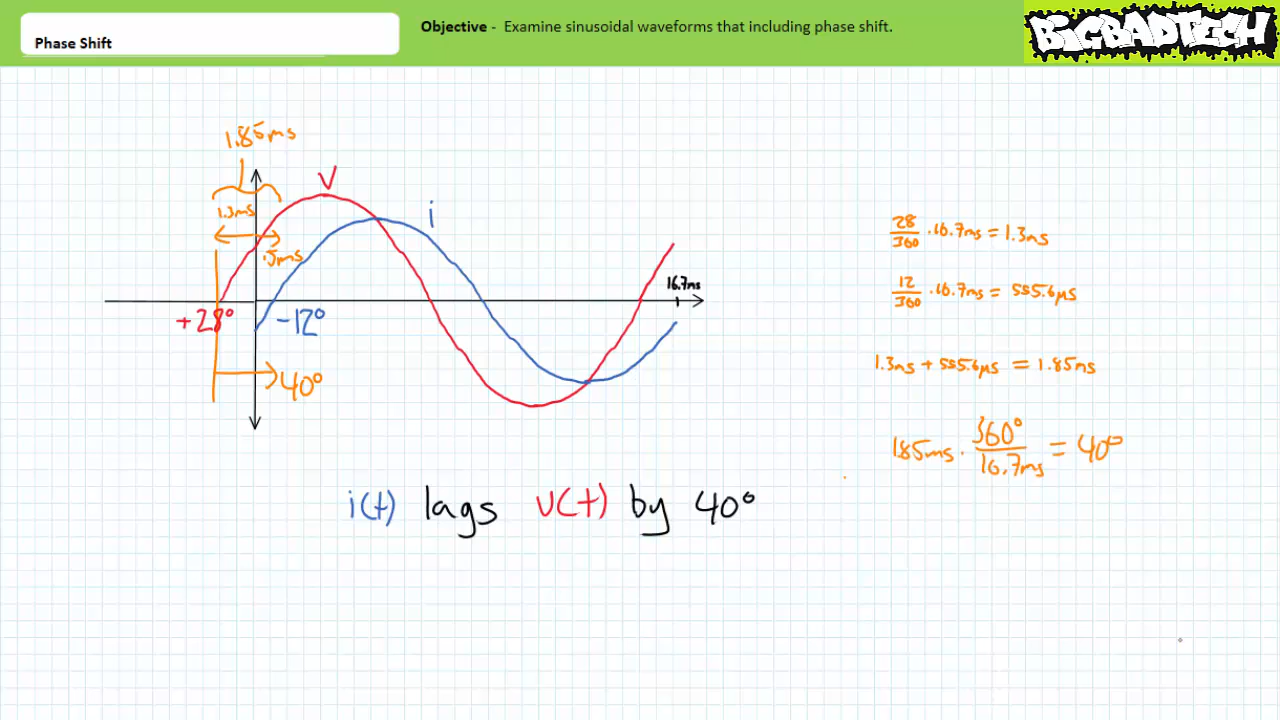 Phase Shift
Objective - Examine sinusoidal waveforms that including phase shift.
BIGBADTECH
1.85ms
V
1.3ms
i
.5ms
16.7ms
+28° -12°
40°
28/360 · 16.7ms = 1.3ms
12/360 · 16.7ms = 555.6µs
1.3ms + 555.6µs = 1.85ms
1.85ms · 360°/16.7ms = 40°
i(t) lags v(t) by 40°